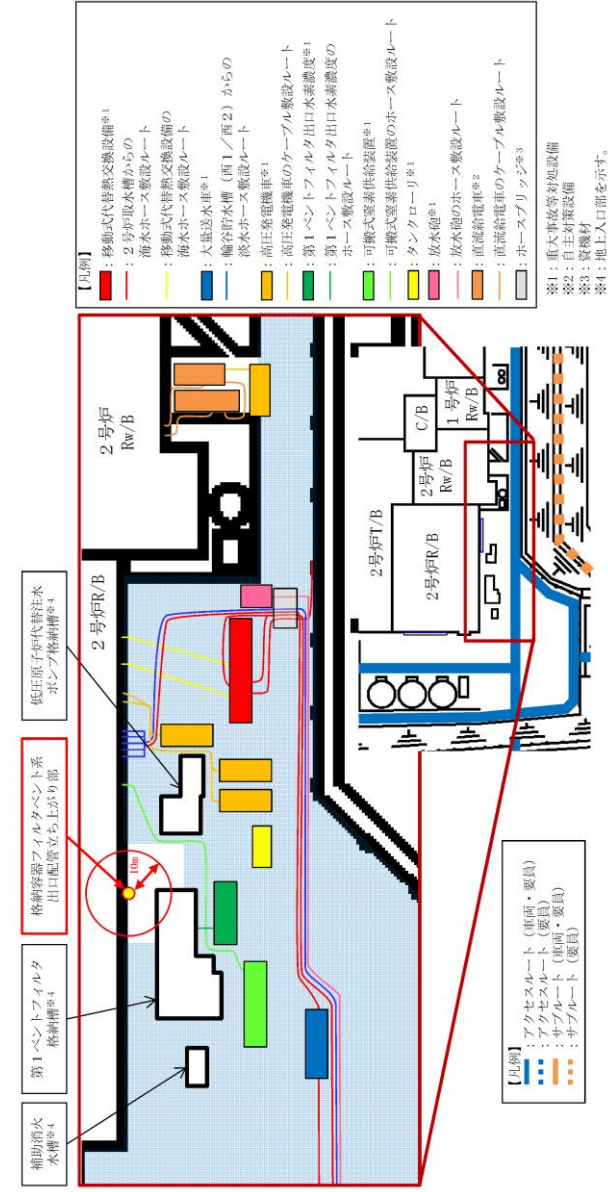 補助消火
水槽※4
第1ベントフィルタ
格納槽※4
格納容器フィルタベント系
出口配管立ち上がり部
低圧原子炉代替注水
ポンプ格納槽※4
10m
2号炉R/B
2号炉
Rw/B
【凡例】
：移動式代替熱交換設備※1
：2号炉取水槽からの
海水ホース敷設ルート
：移動式代替熱交換設備の
海水ホース敷設ルート
：大量送水車※1
：輪谷貯水槽（西1／西2）からの
淡水ホース敷設ルート
：高圧発電機車※1
：高圧発電機車のケーブル敷設ルート
：第1ベントフィルタ出口水素濃度※1
：第1ベントフィルタ出口水素濃度の
ホース敷設ルート
：可搬式窒素供給装置※1
：可搬式窒素供給装置のホース敷設ルート
：タンクローリ※1
：放水砲※1
：放水砲のホース敷設ルート
：直流給電車※2
：直流給電車のケーブル敷設ルート
：ホースブリッジ※3
※1：重大事故等対処設備
※2：自主対策設備
※3：資機材
※4：地上入口部を示す。
2号炉T/B
2号炉R/B
2号炉
Rw/B
C/B
1号炉
Rw/B
【凡例】
：アクセスルート（車両・要員）
：アクセスルート（要員）
：サブルート（車両・要員）
：サブルート（要員）